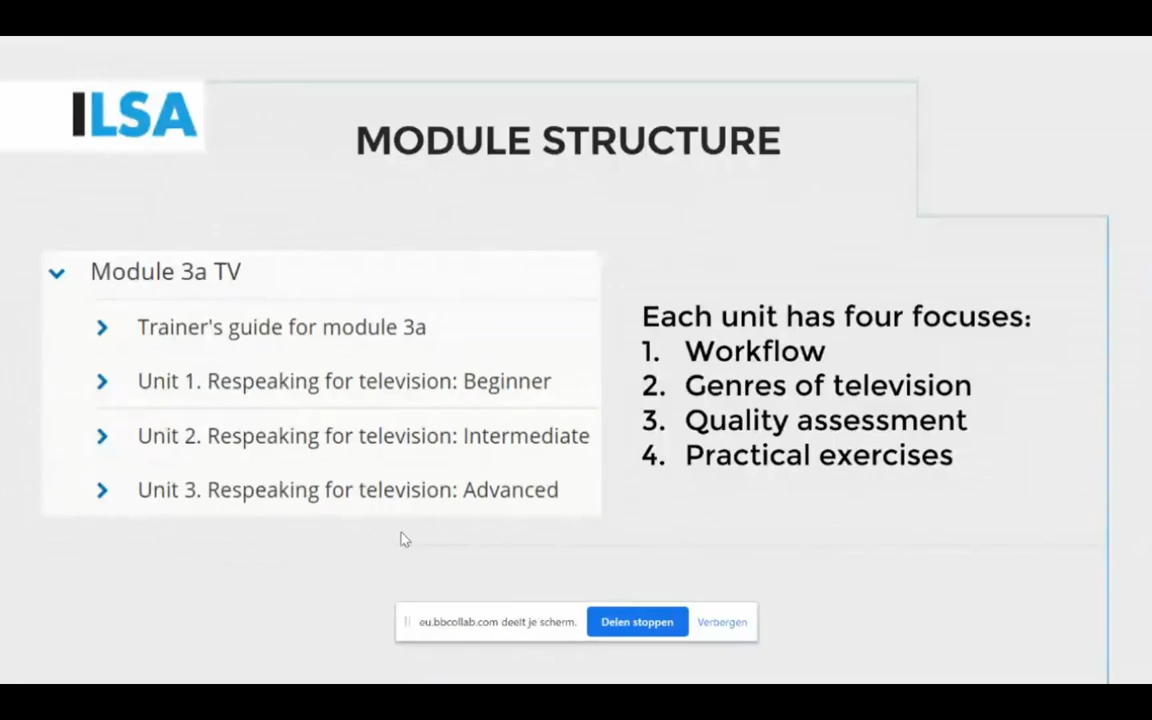 ILSA
MODULE STRUCTURE
Module 3a TV
Trainer's guide for module 3a
Unit 1. Respeaking for television: Beginner
Unit 2. Respeaking for television: Intermediate
Unit 3. Respeaking for television: Advanced
Each unit has four focuses:
1. Workflow
2. Genres of television
3. Quality assessment
4. Practical exercises
eu.bbcollab.com deelt je scherm. Delen stoppen Verbergen